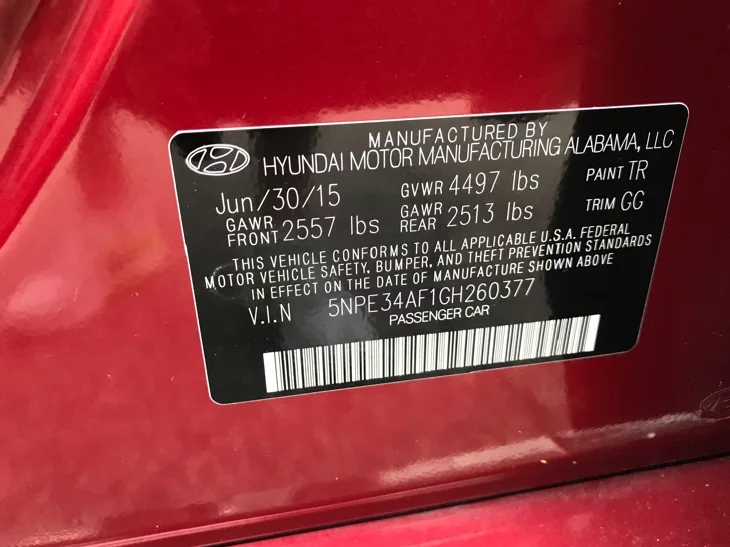 MANUFACTURED BY
HYUNDAI MOTOR MANUFACTURING ALABAMA, LLC
Jun/30/15 GVWR 4497 lbs PAINT TR
GAWR FRONT 2557 lbs GAWR REAR 2513 lbs TRIM GG
THIS VEHICLE CONFORMS TO ALL APPLICABLE U.S.A. FEDERAL
MOTOR VEHICLE SAFETY, BUMPER, AND THEFT PREVENTION STANDARDS
IN EFFECT ON THE DATE OF MANUFACTURE SHOWN ABOVE
V.I.N 5NPE34AF1GH260377
PASSENGER CAR